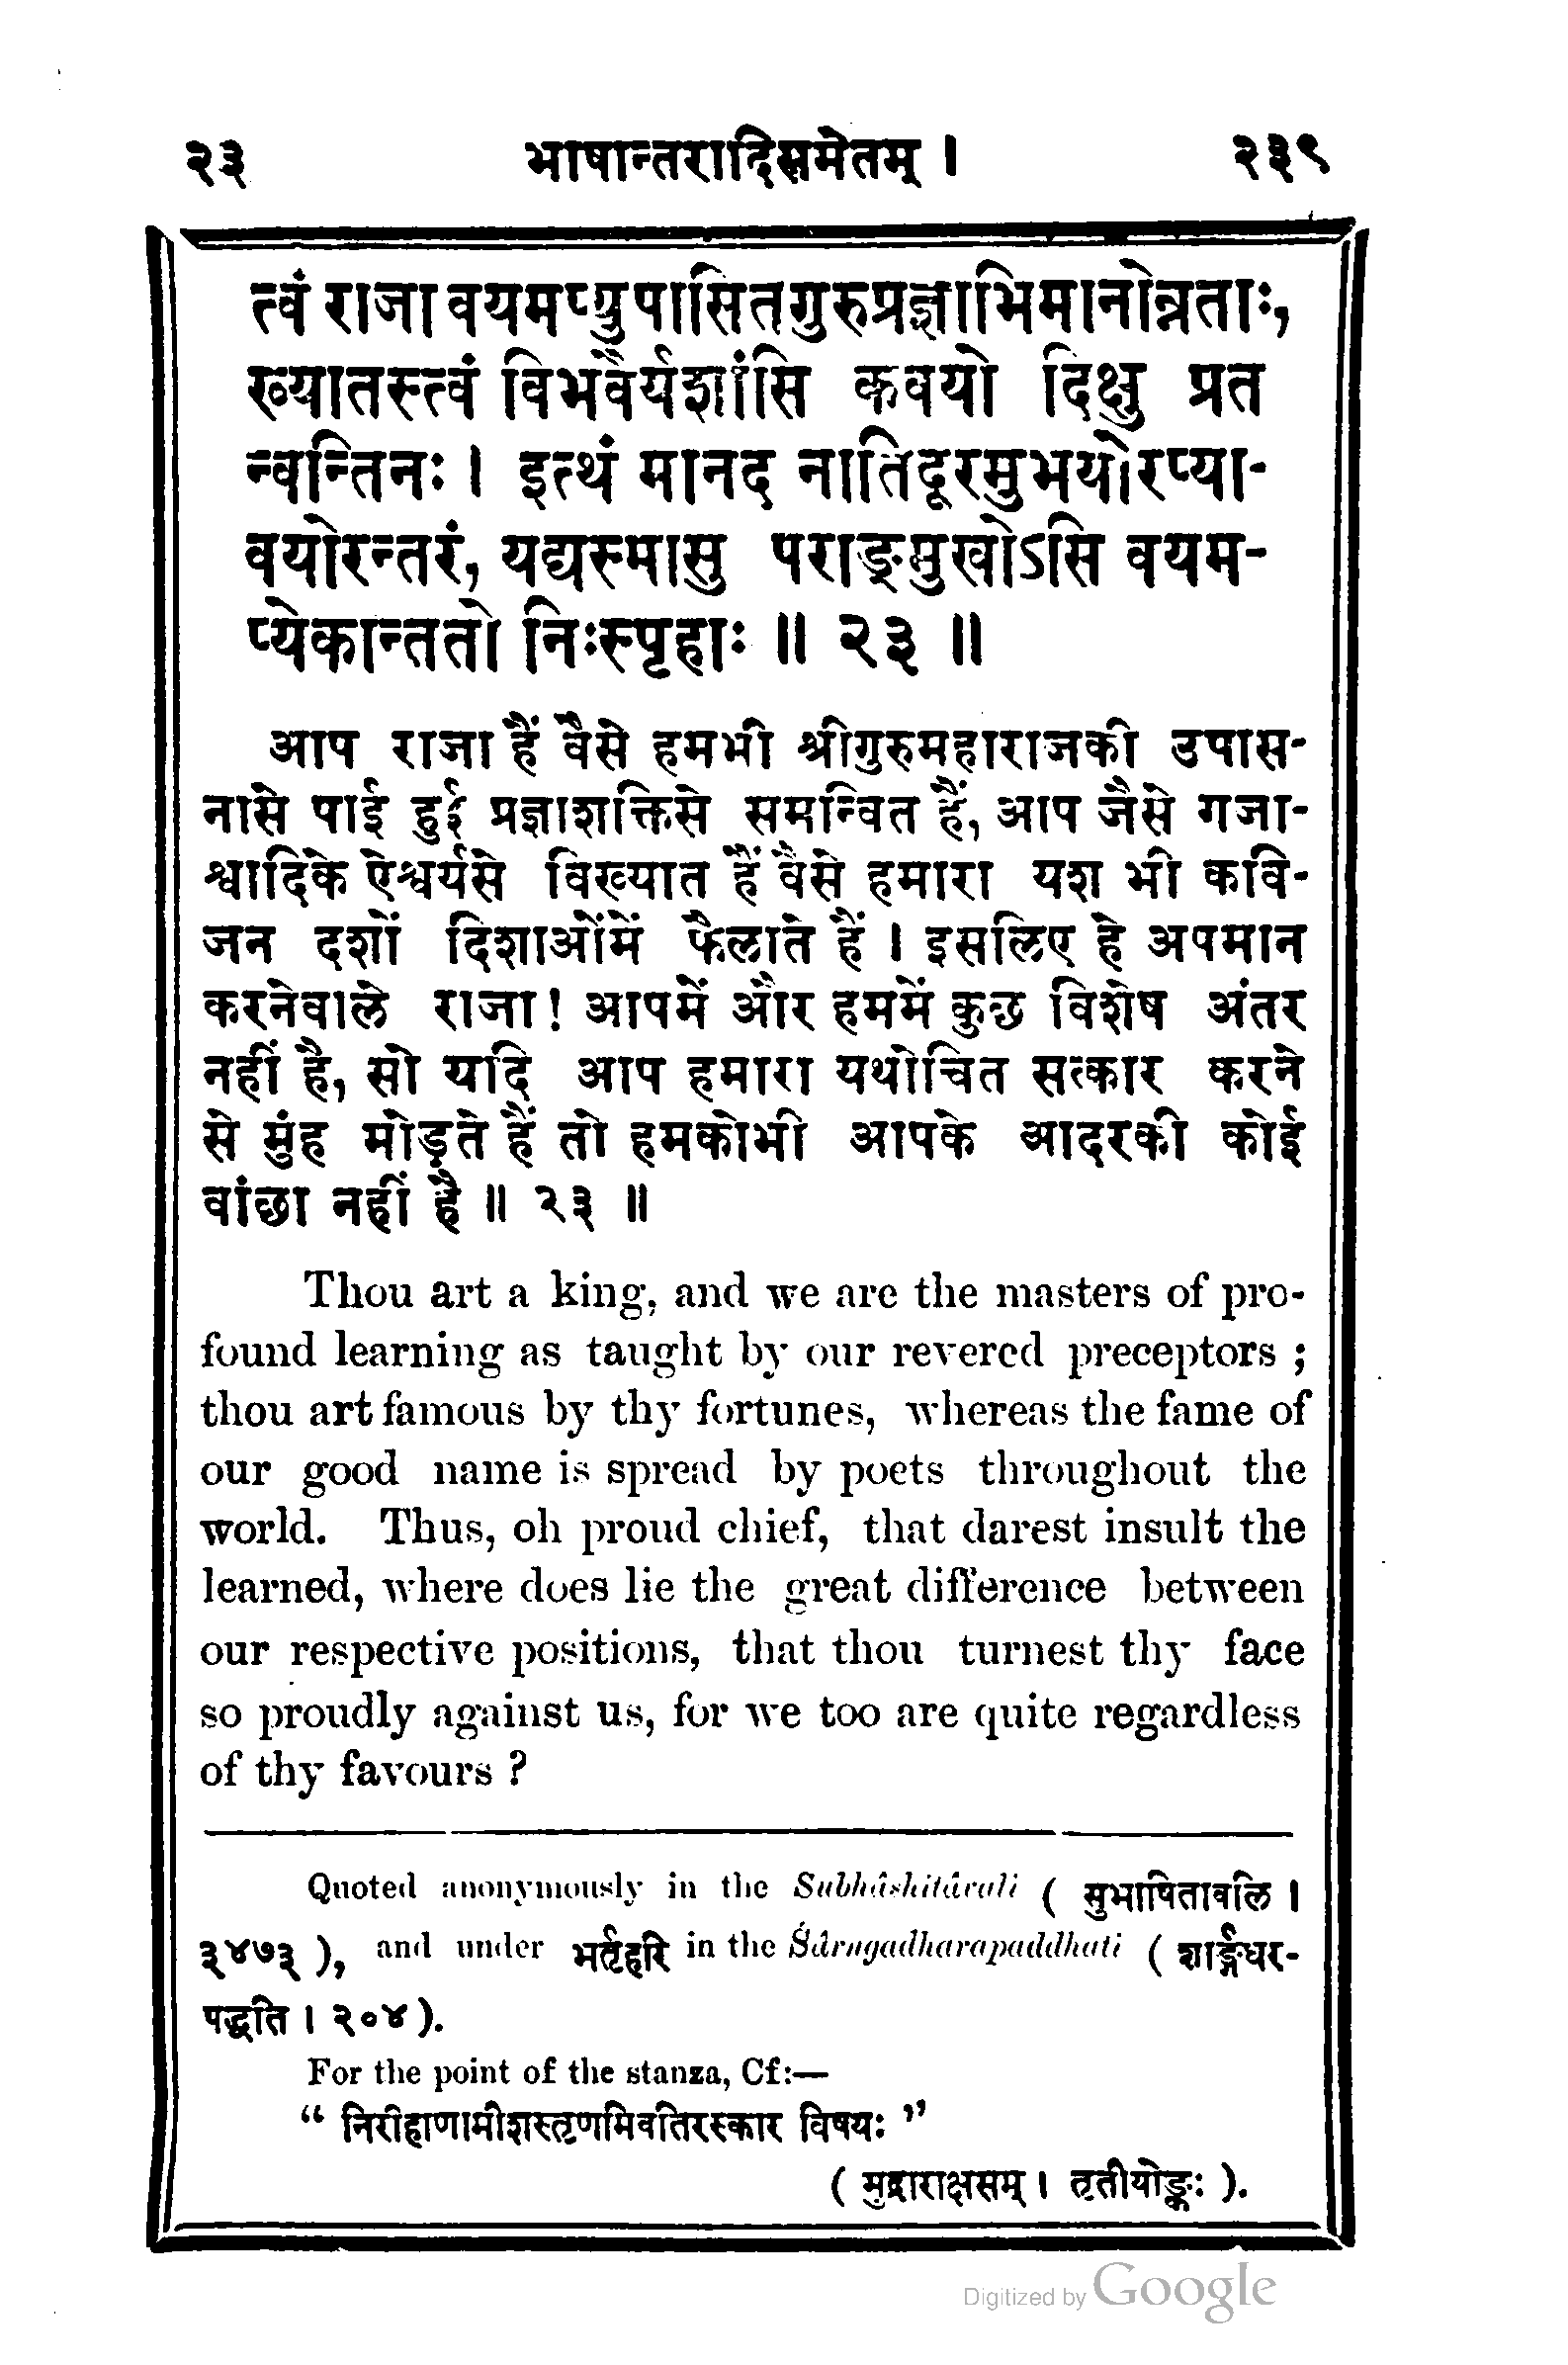 २३ भाषान्तरादिसमेतम् । २३९
त्वं राजा वयमप्युपासितगुरुप्रज्ञाभिमानोन्नताः,
ख्यातस्त्वं विभवैर्यशांसि कवयो दिक्षु प्रत
न्वन्तिनः । इत्थं मानद नातिदूरमुभयोरप्या-
वयोरन्तरं, यद्यस्मासु पराङ्मुखोऽसि वयम-
प्येकान्ततो निःस्पृहाः ॥ २३ ॥
आप राजा हैं वैसे हमभी श्रीगुरुमहाराजकी उपास-
नासे पाई हुई प्रज्ञाशक्तिसे समन्वित हैं, आप जैसे गजा-
श्वादिके ऐश्वर्यसे विख्यात हैं वैसे हमारा यश भी कवि-
जन दशों दिशाओंमें फैलाते हैं । इसलिए हे अपमान
करनेवाले राजा! आपमें और हममें कुछ विशेष अंतर
नहीं है, सो यदि आप हमारा यथोचित सत्कार करने
से मुंह मोड़ते हैं तो हमकोभी आपके आदरकी कोई
वांछा नहीं है ॥ २३ ॥
Thou art a king, and we are the masters of pro-
found learning as taught by our revered preceptors ;
thou art famous by thy fortunes, whereas the fame of
our good name is spread by poets throughout the
world. Thus, oh proud chief, that darest insult the
learned, where does lie the great difference between
our respective positions, that thou turnest thy face
so proudly against us, for we too are quite regardless
of thy favours ?
Quoted anonymously in the Subhâshitâvali ( सुभाषितावलि ।
३४७३ ), and under भर्तृहरि in the Śârngadharapaddhati ( शार्ङ्गधर-
पद्धति । २०४ ).
For the point of the stanza, Cf:—
“ निरीहाणामीशस्तृणमिवतिरस्कार विषयः ”
( मुद्राराक्षसम् । तृतीयोङ्कः ).
Digitized by Google